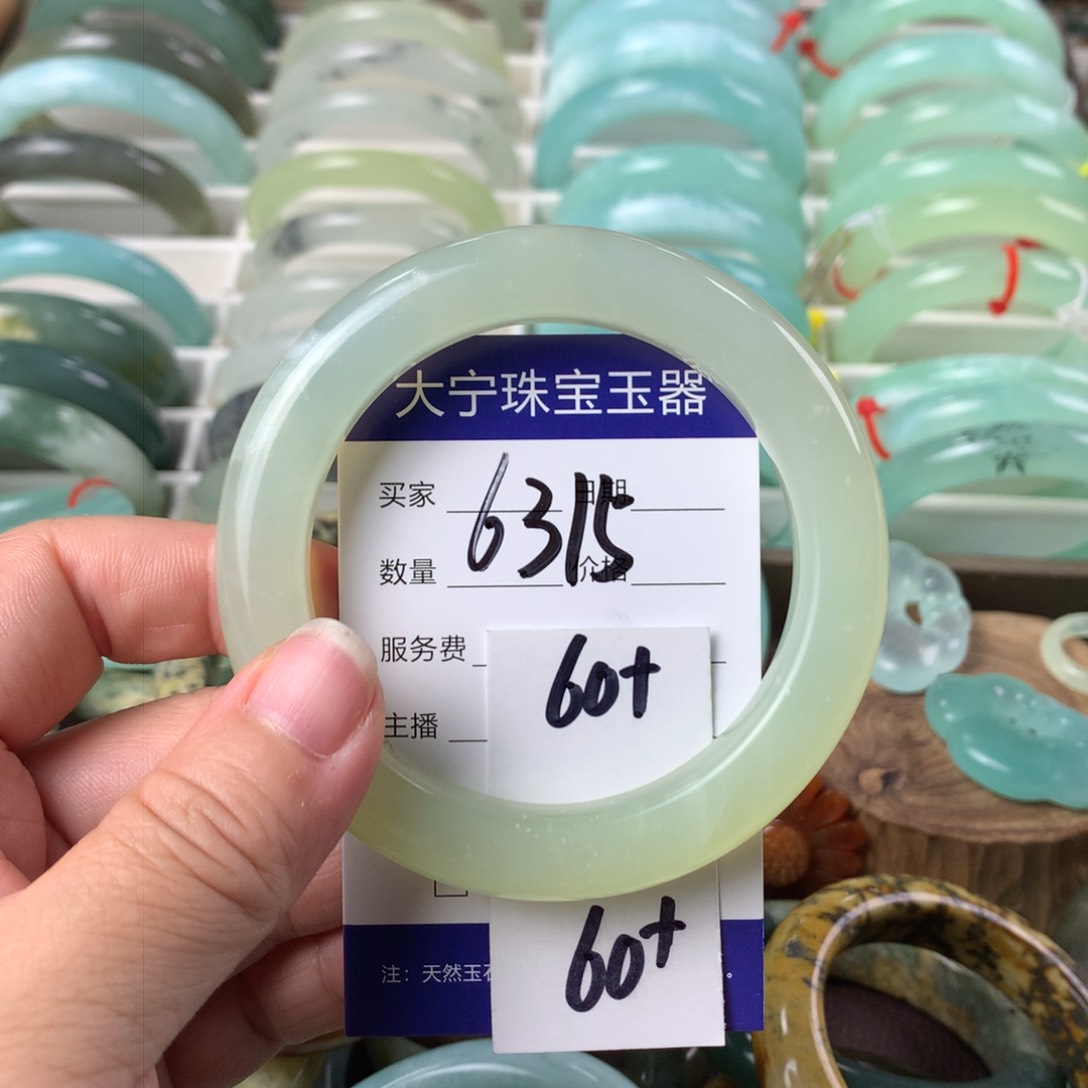 大宁珠宝玉器
买家 日期
6315
数量 价格
服务费
60+
主播
60+
注：天然玉石